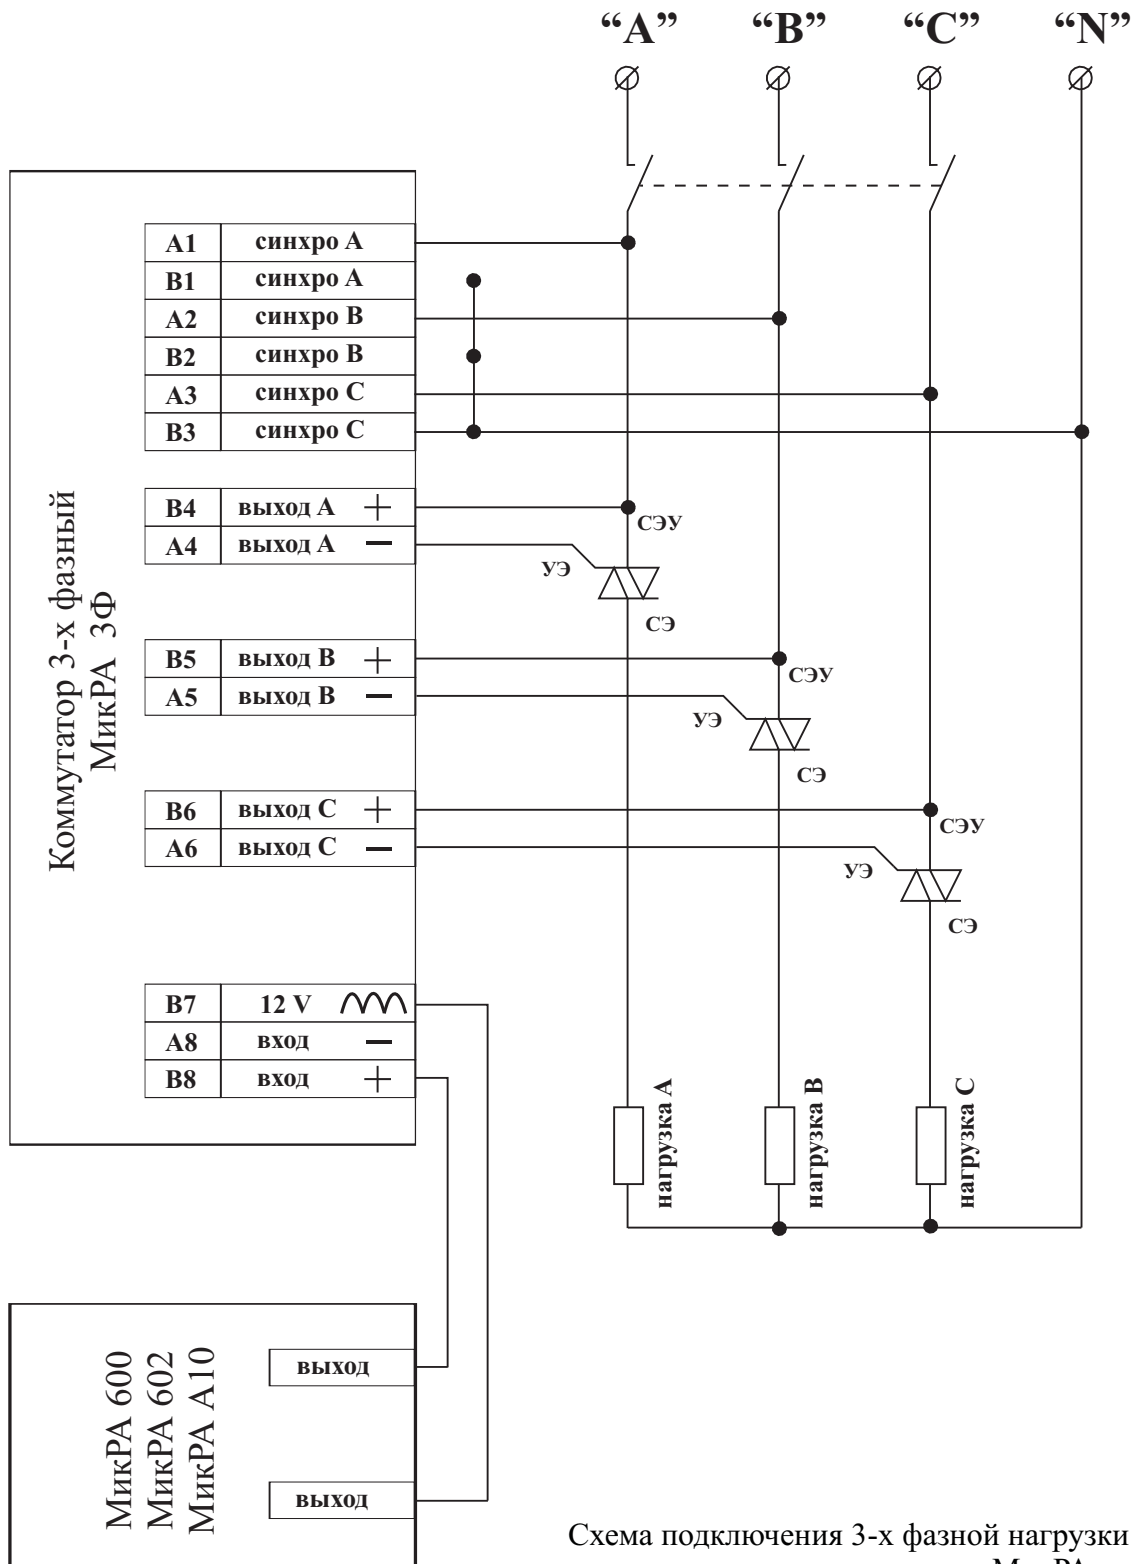 “A” “B” “C” “N”
A1 синхро A
B1 синхро A
A2 синхро B
B2 синхро B
A3 синхро C
B3 синхро C
B4 выход A +
A4 выход A −
СЭУ
УЭ
СЭ
B5 выход B +
A5 выход B −
СЭУ
УЭ
СЭ
B6 выход C +
A6 выход C −
СЭУ
УЭ
СЭ
Коммутатор 3-х фазный
МикРА 3Ф
B7 12 V
A8 вход −
B8 вход +
нагрузка A
нагрузка B
нагрузка C
МикРА 600
МикРА 602
МикРА А10
выход
выход
Схема подключения 3-х фазной нагрузки